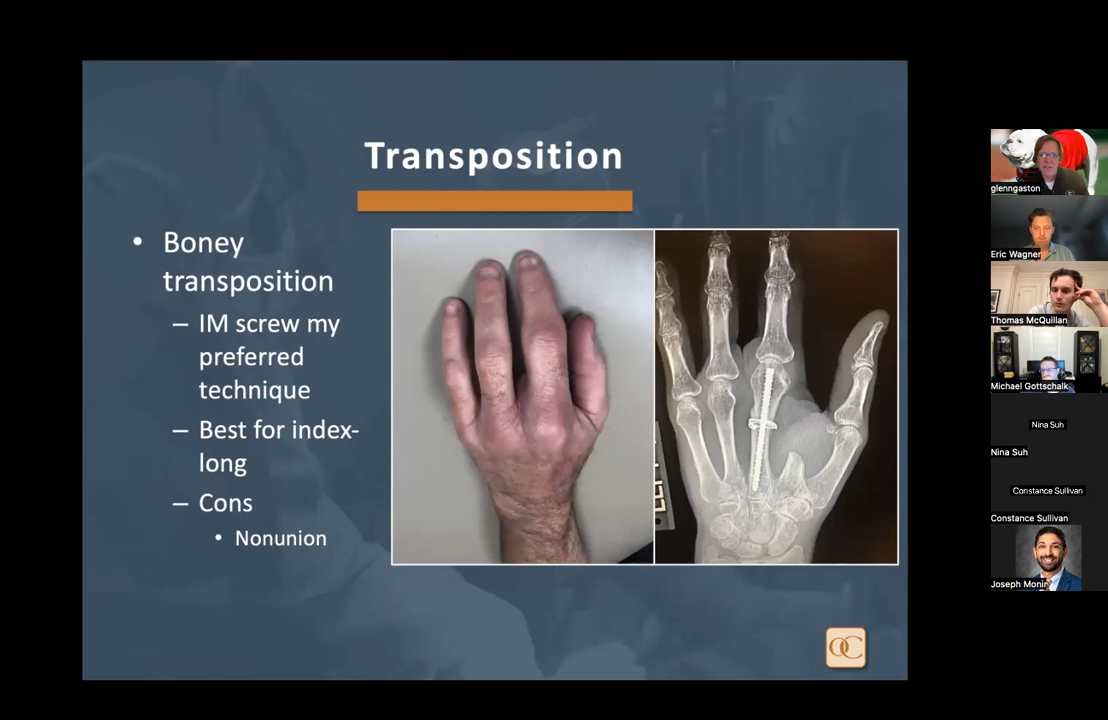 Transposition
• Boney
transposition
– IM screw my
preferred
technique
– Best for index-
long
– Cons
• Nonunion
OC
glenngaston
Eric Wagner
Thomas McQuillan
Michael Gottschalk
Nina Suh
Nina Suh
Constance Sullivan
Constance Sullivan
Joseph Monir